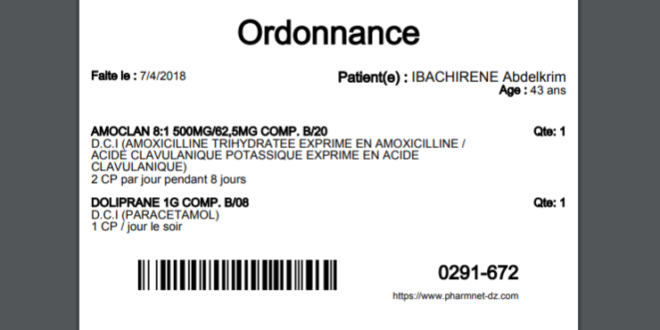 Ordonnance
Faite le : 7/4/2018
Patient(e) : IBACHIRENE Abdelkrim
Age : 43 ans
AMOCLAN 8:1 500MG/62,5MG COMP. B/20 Qte: 1
D.C.I (AMOXICILLINE TRIHYDRATEE EXPRIME EN AMOXICILLINE /
ACIDE CLAVULANIQUE POTASSIQUE EXPRIME EN ACIDE
CLAVULANIQUE)
2 CP par jour pendant 8 jours
DOLIPRANE 1G COMP. B/08 Qte: 1
D.C.I (PARACETAMOL)
1 CP / jour le soir
0291-672
https://www.pharmnet-dz.com